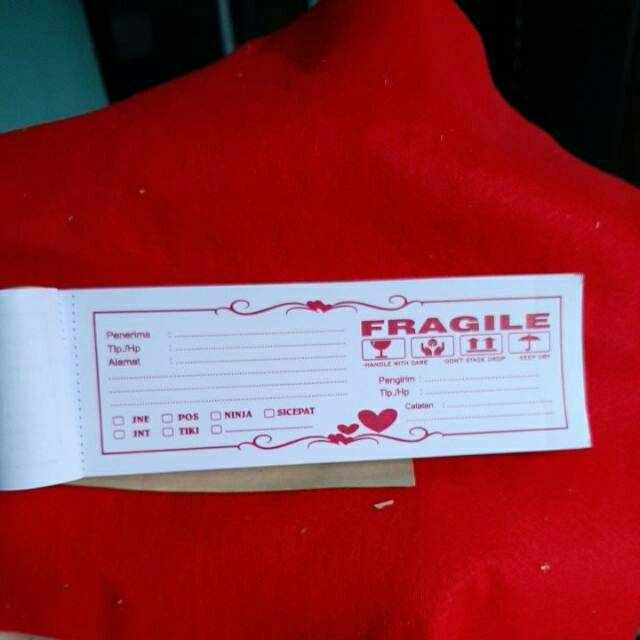 Penerima :
Tlp./Hp :
Alamat :
JNE POS NINJA SICEPAT
JNT TIKI
FRAGILE
HANDLE WITH CARE DON'T STACK DROP KEEP DRY
Pengirim :
Tlp./Hp :
Catatan :